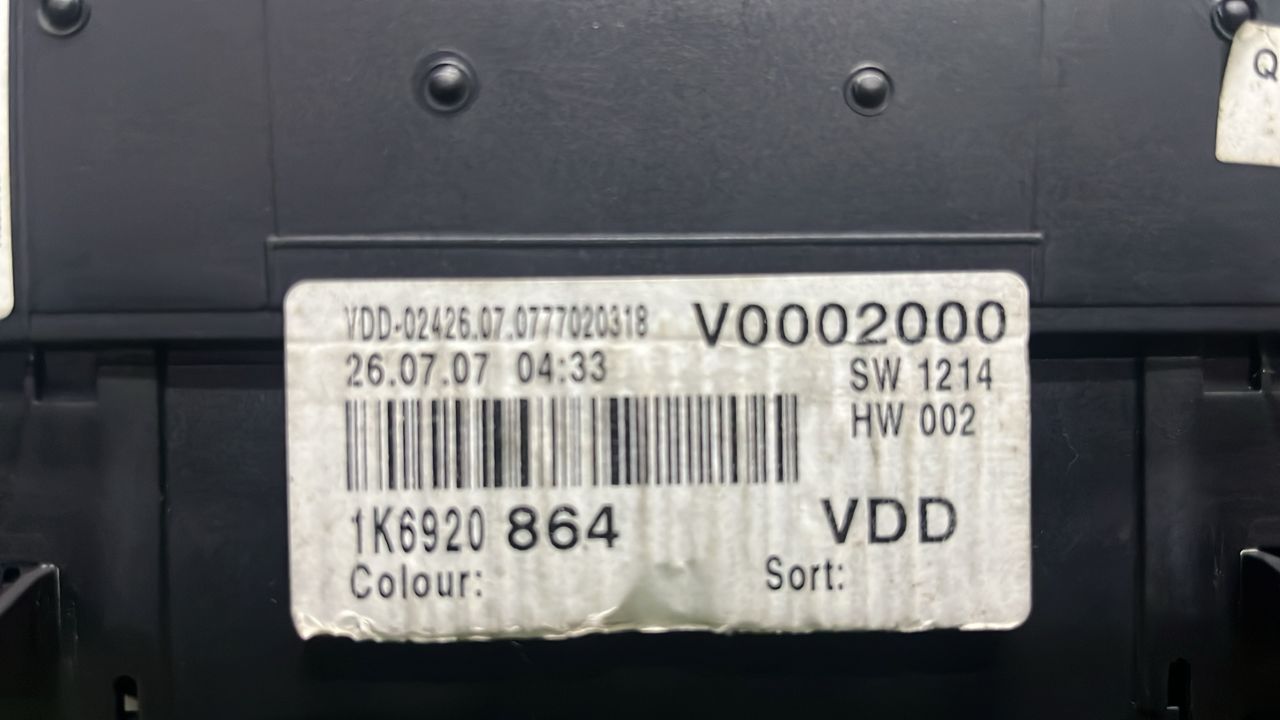 VDD-02426.07.0777020318 V0002000
26.07.07 04:33 SW 1214
HW 002
1K6920 864 VDD
Colour: Sort:
Q